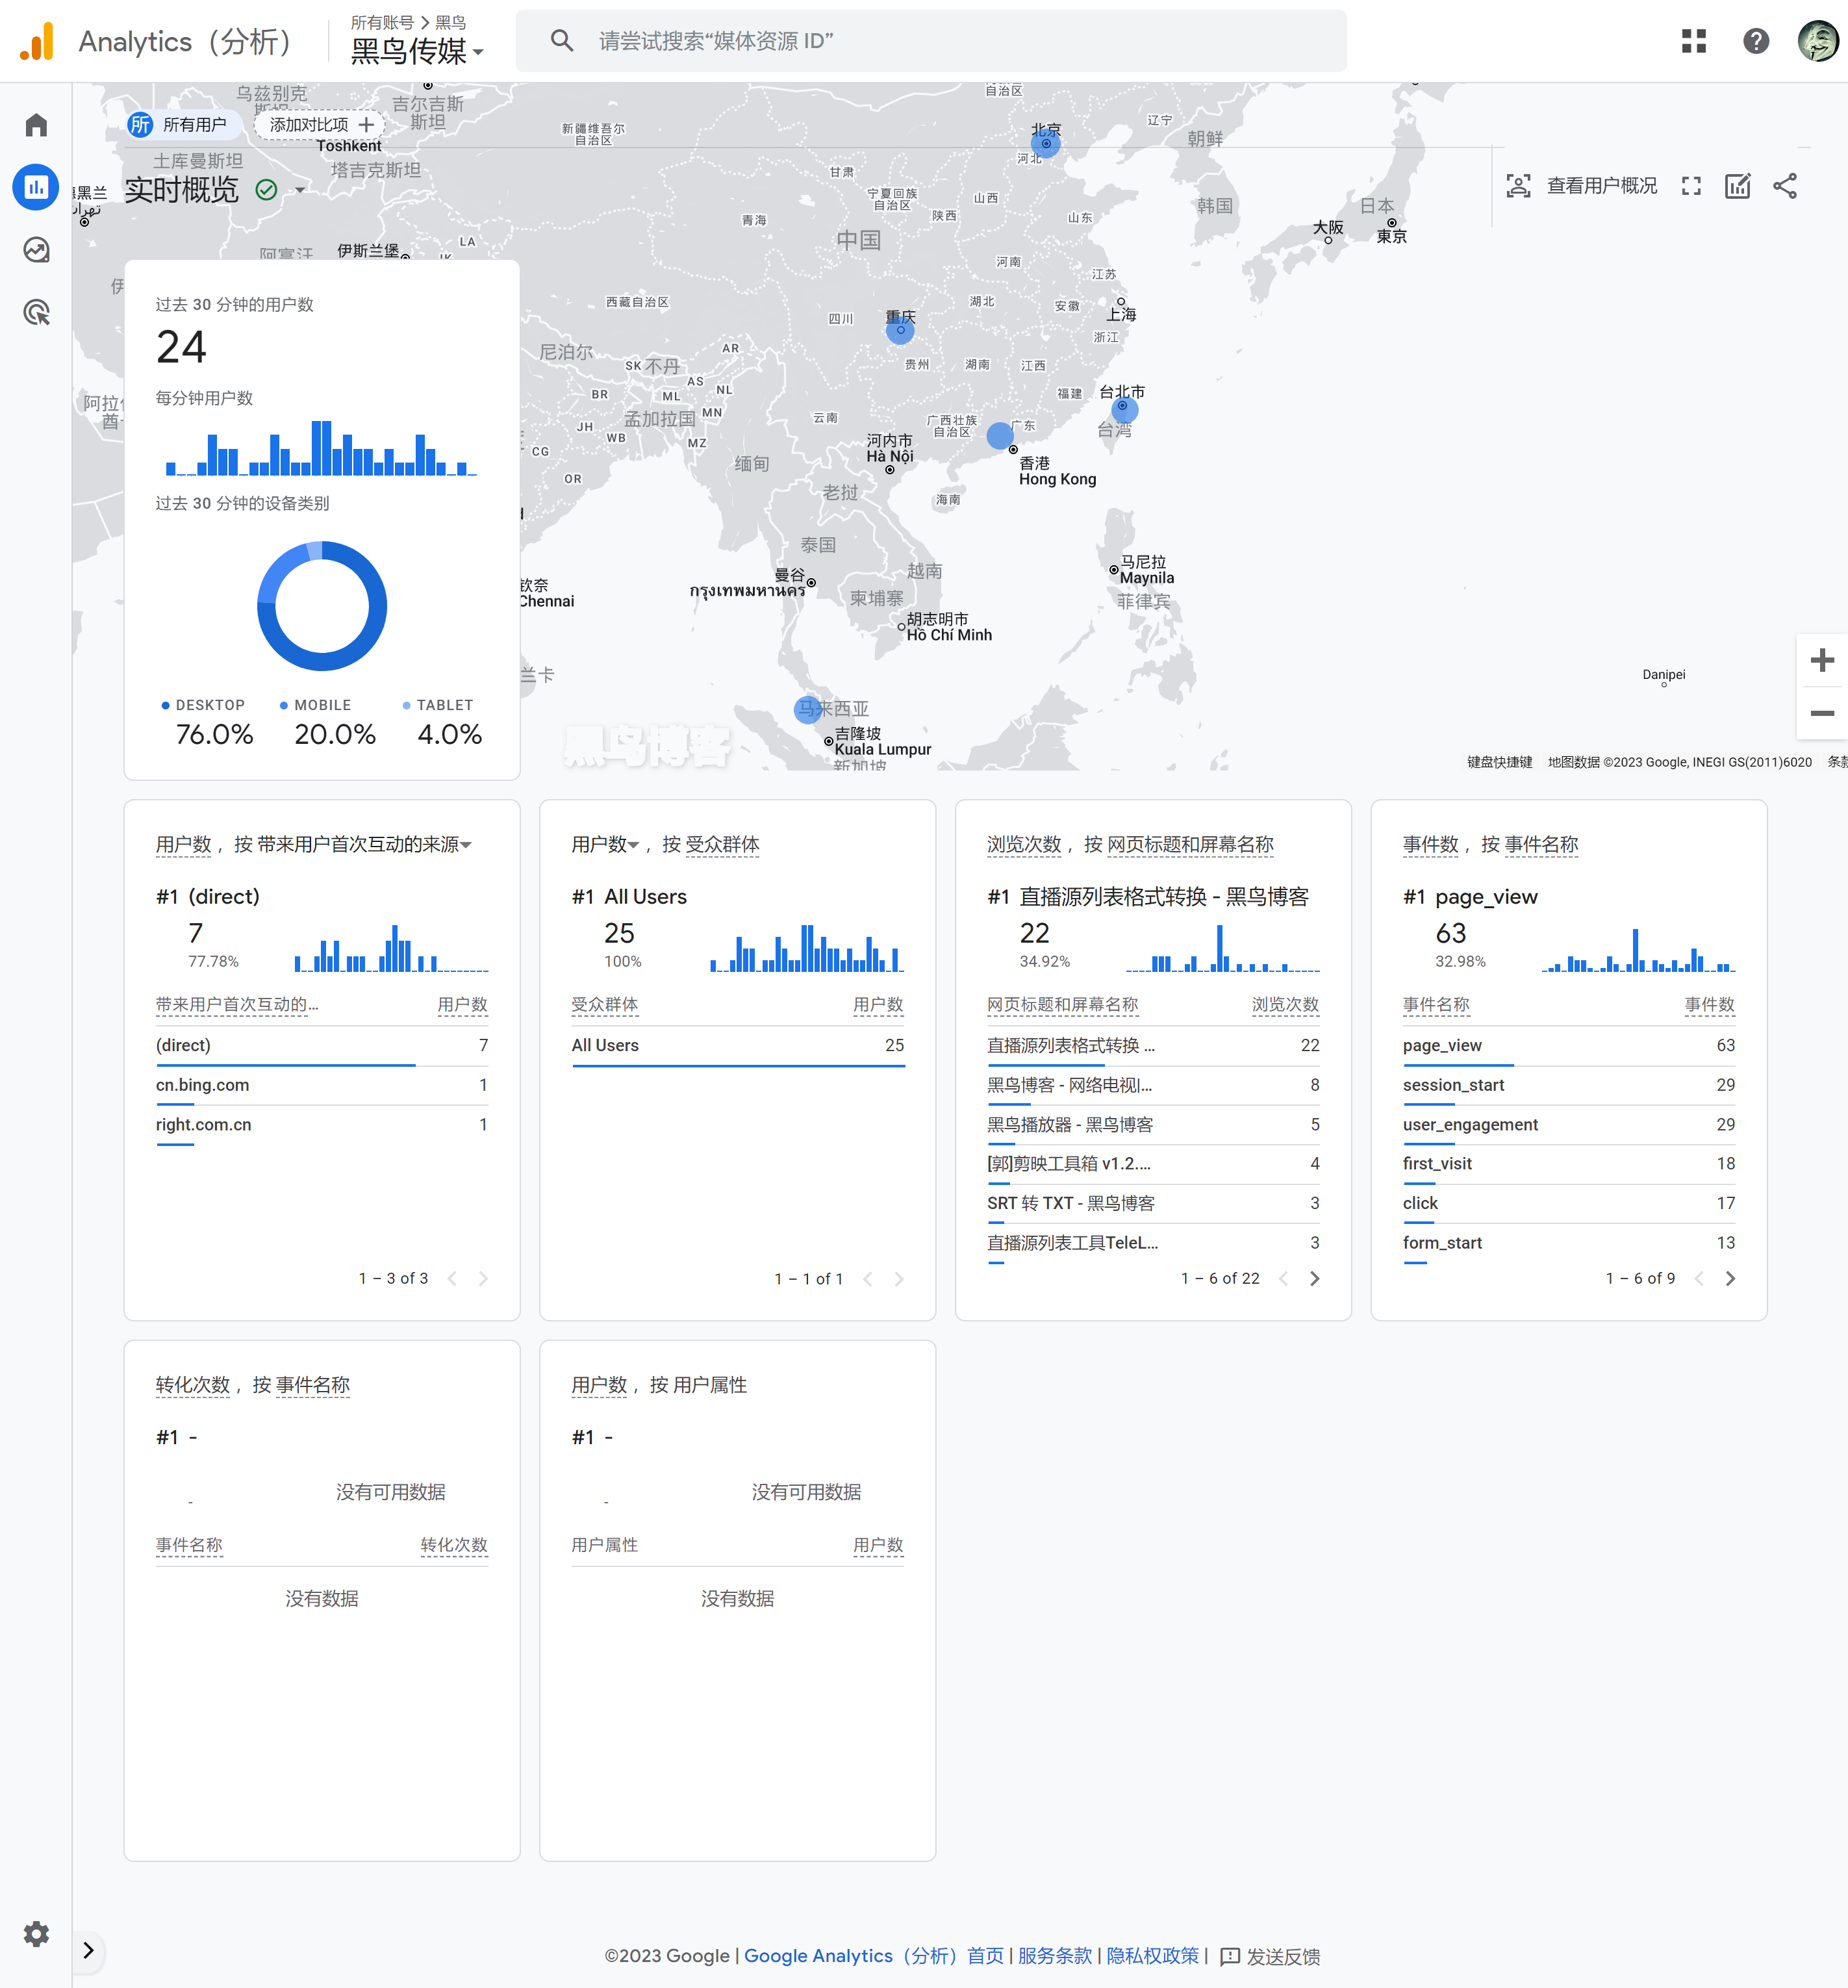 Analytics（分析）
所有账号 > 黑鸟
黑鸟传媒
请尝试搜索“媒体资源 ID”
所 所有用户
添加对比项 +
实时概览
查看用户概况
乌兹别克
吉尔吉斯
斯坦
Toshkent
土库曼斯坦
塔吉克斯坦
新疆维吾尔
自治区
自治区
北京
河北
辽宁
朝鲜
甘肃
宁夏回族
自治区
山西
陕西
山东
青海
中国
韩国
日本
大阪
東京
阿富汗
伊斯兰堡
LA
河南
江苏
西藏自治区
四川
重庆
湖北
安徽
上海
浙江
尼泊尔
SK
不丹
AR
AS
NL
ML
BR
MN
孟加拉国
JH
WB
MZ
CG
OR
贵州
湖南
江西
福建
台北市
台湾
云南
广西壮族
自治区
广东
河内市
Hà Nội
香港
Hong Kong
缅甸
老挝
海南
泰国
曼谷
กรุงเทพมหานคร
越南
柬埔寨
胡志明市
Hồ Chí Minh
马尼拉
Maynila
菲律宾
钦奈
Chennai
兰卡
马来西亚
吉隆坡
Kuala Lumpur
新加坡
Danipei
黑鸟博客
键盘快捷键 地图数据 ©2023 Google, INEGI GS(2011)6020 条款
过去 30 分钟的用户数
24
每分钟用户数
过去 30 分钟的设备类别
DESKTOP MOBILE TABLET
76.0% 20.0% 4.0%
用户数， 按 带来用户首次互动的来源
#1 (direct)
7
77.78%
带来用户首次互动的... 用户数
(direct) 7
cn.bing.com 1
right.com.cn 1
1 – 3 of 3
用户数， 按 受众群体
#1 All Users
25
100%
受众群体 用户数
All Users 25
1 – 1 of 1
浏览次数， 按 网页标题和屏幕名称
#1 直播源列表格式转换 - 黑鸟博客
22
34.92%
网页标题和屏幕名称 浏览次数
直播源列表格式转换 ... 22
黑鸟博客 - 网络电视|... 8
黑鸟播放器 - 黑鸟博客 5
[郭]剪映工具箱 v1.2.... 4
SRT 转 TXT - 黑鸟博客 3
直播源列表工具TeleL... 3
1 – 6 of 22
事件数， 按 事件名称
#1 page_view
63
32.98%
事件名称 事件数
page_view 63
session_start 29
user_engagement 29
first_visit 18
click 17
form_start 13
1 – 6 of 9
转化次数， 按 事件名称
#1 -
-
没有可用数据
事件名称 转化次数
没有数据
用户数， 按 用户属性
#1 -
-
没有可用数据
用户属性 用户数
没有数据
©2023 Google | Google Analytics（分析）首页 | 服务条款 | 隐私权政策 | 发送反馈